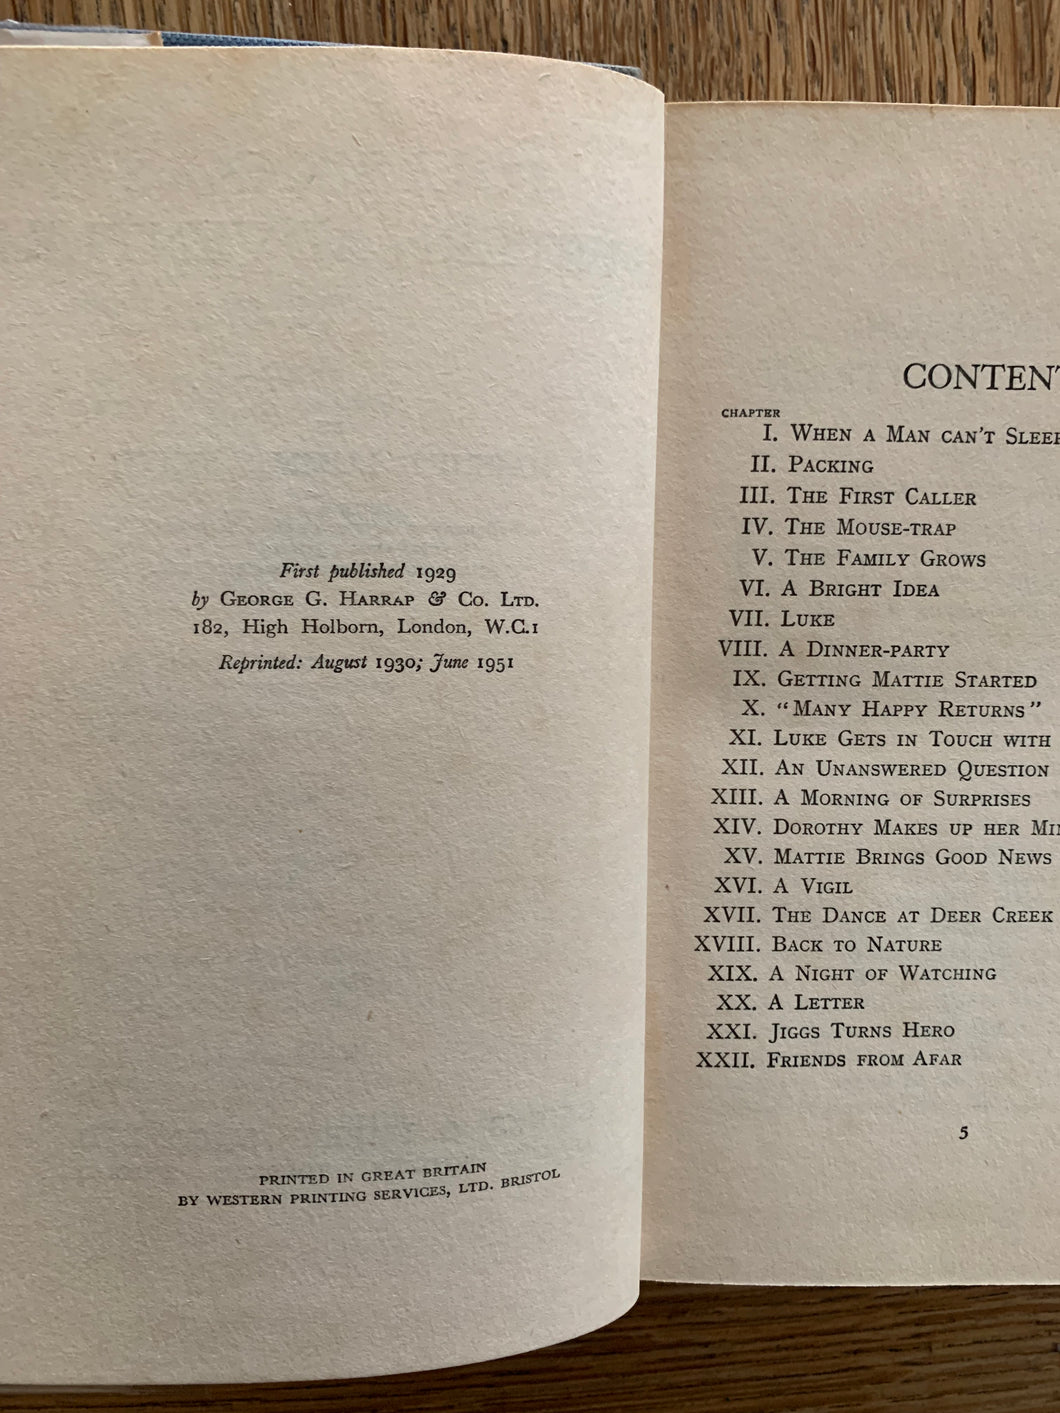 First published 1929
by GEORGE G. HARRAP & CO. LTD.
182, High Holborn, London, W.C.1
Reprinted: August 1930; June 1951
PRINTED IN GREAT BRITAIN
BY WESTERN PRINTING SERVICES, LTD. BRISTOL
CONTENT
CHAPTER
I. WHEN A MAN CAN'T SLEEP
II. PACKING
III. THE FIRST CALLER
IV. THE MOUSE-TRAP
V. THE FAMILY GROWS
VI. A BRIGHT IDEA
VII. LUKE
VIII. A DINNER-PARTY
IX. GETTING MATTIE STARTED
X. "MANY HAPPY RETURNS"
XI. LUKE GETS IN TOUCH WITH
XII. AN UNANSWERED QUESTION
XIII. A MORNING OF SURPRISES
XIV. DOROTHY MAKES UP HER
XV. MATTIE BRINGS GOOD NEWS
XVI. A VIGIL
XVII. THE DANCE AT DEER CREEK
XVIII. BACK TO NATURE
XIX. A NIGHT OF WATCHING
XX. A LETTER
XXI. JIGGS TURNS HERO
XXII. FRIENDS FROM AFAR
5